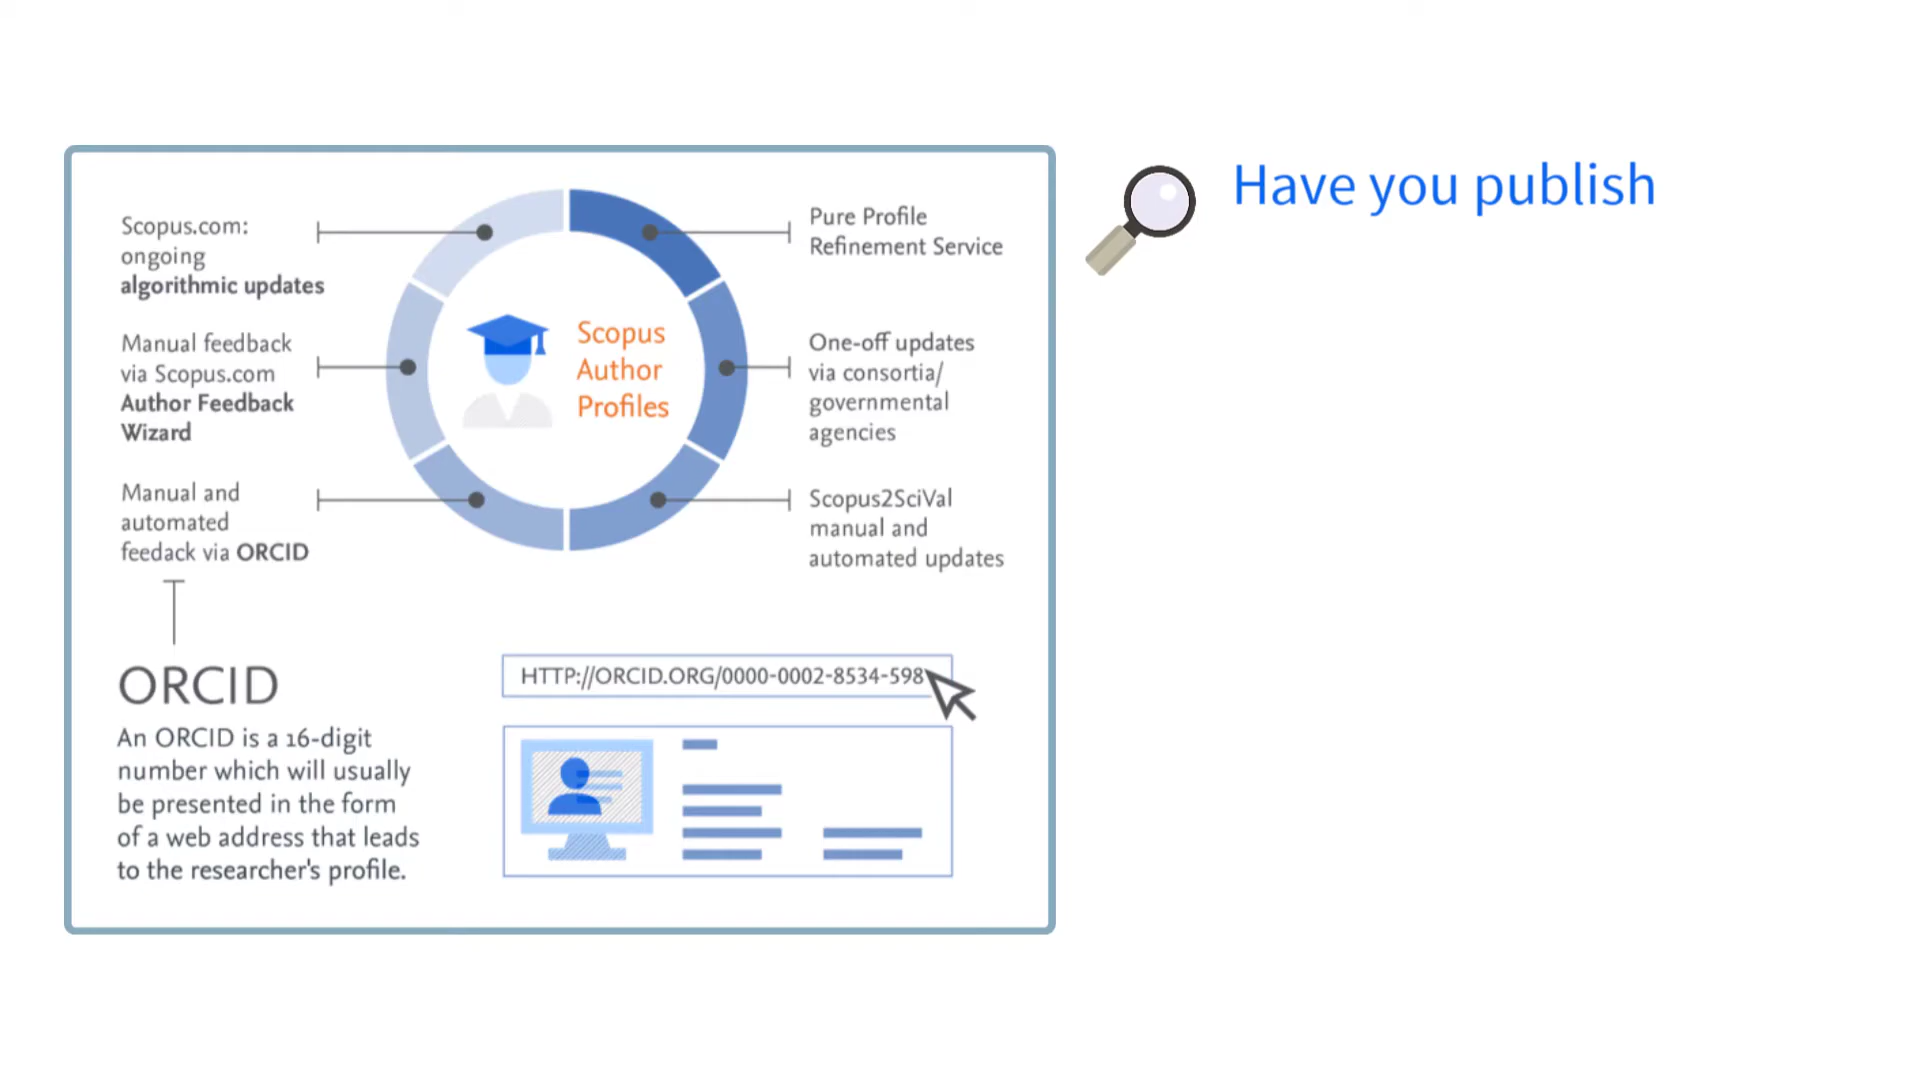 Scopus.com:
ongoing
algorithmic updates
Manual feedback
via Scopus.com
Author Feedback
Wizard
Manual and
automated
feedack via ORCID
Scopus
Author
Profiles
Pure Profile
Refinement Service
One-off updates
via consortia/
governmental
agencies
Scopus2SciVal
manual and
automated updates
ORCID
An ORCID is a 16-digit
number which will usually
be presented in the form
of a web address that leads
to the researcher's profile.
HTTP://ORCID.ORG/0000-0002-8534-598
Have you publish